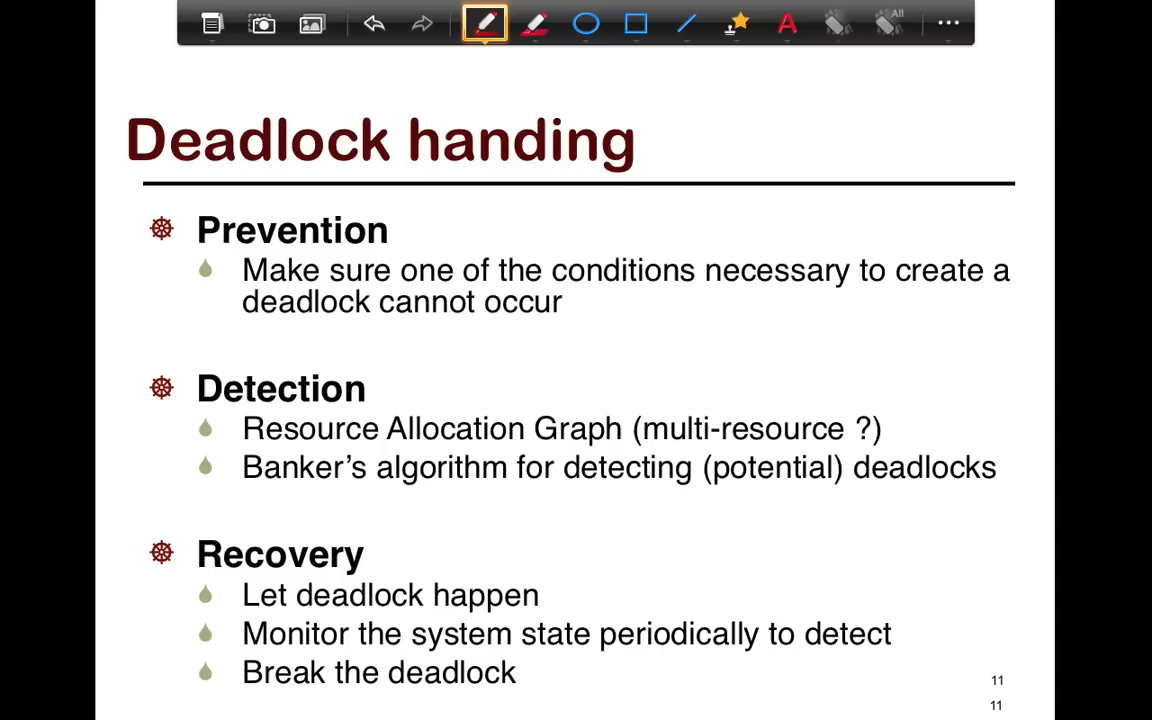 A
All
Deadlock handing
Prevention
Make sure one of the conditions necessary to create a
deadlock cannot occur
Detection
Resource Allocation Graph (multi-resource ?)
Banker’s algorithm for detecting (potential) deadlocks
Recovery
Let deadlock happen
Monitor the system state periodically to detect
Break the deadlock
11
11